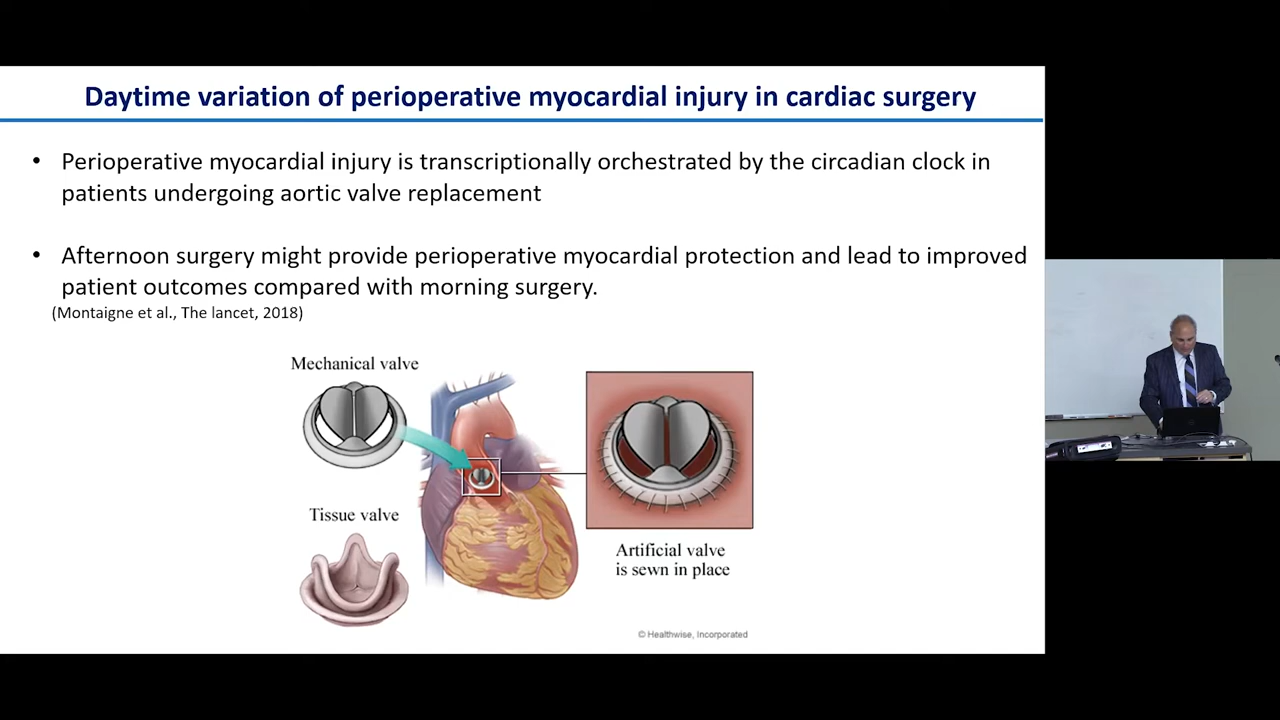 Daytime variation of perioperative myocardial injury in cardiac surgery
• Perioperative myocardial injury is transcriptionally orchestrated by the circadian clock in
patients undergoing aortic valve replacement
• Afternoon surgery might provide perioperative myocardial protection and lead to improved
patient outcomes compared with morning surgery.
(Montaigne et al., The lancet, 2018)
Mechanical valve
Tissue valve
Artificial valve
is sewn in place
© Healthwise, Incorporated